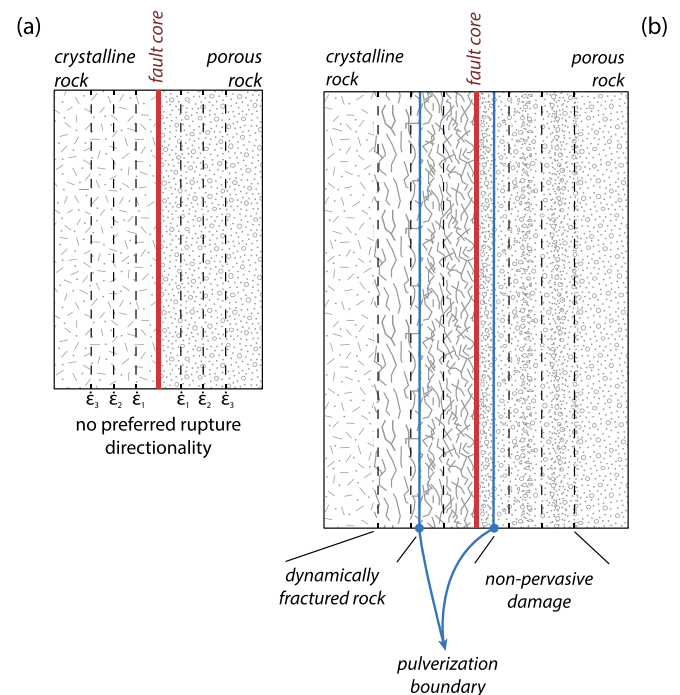 (a)
crystalline
rock
fault core
porous
rock
ε̇₃ ε̇₂ ε̇₁ ε̇₁ ε̇₂ ε̇₃
no preferred rupture
directionality
(b)
crystalline
rock
fault core
porous
rock
dynamically
fractured rock
non-pervasive
damage
pulverization
boundary